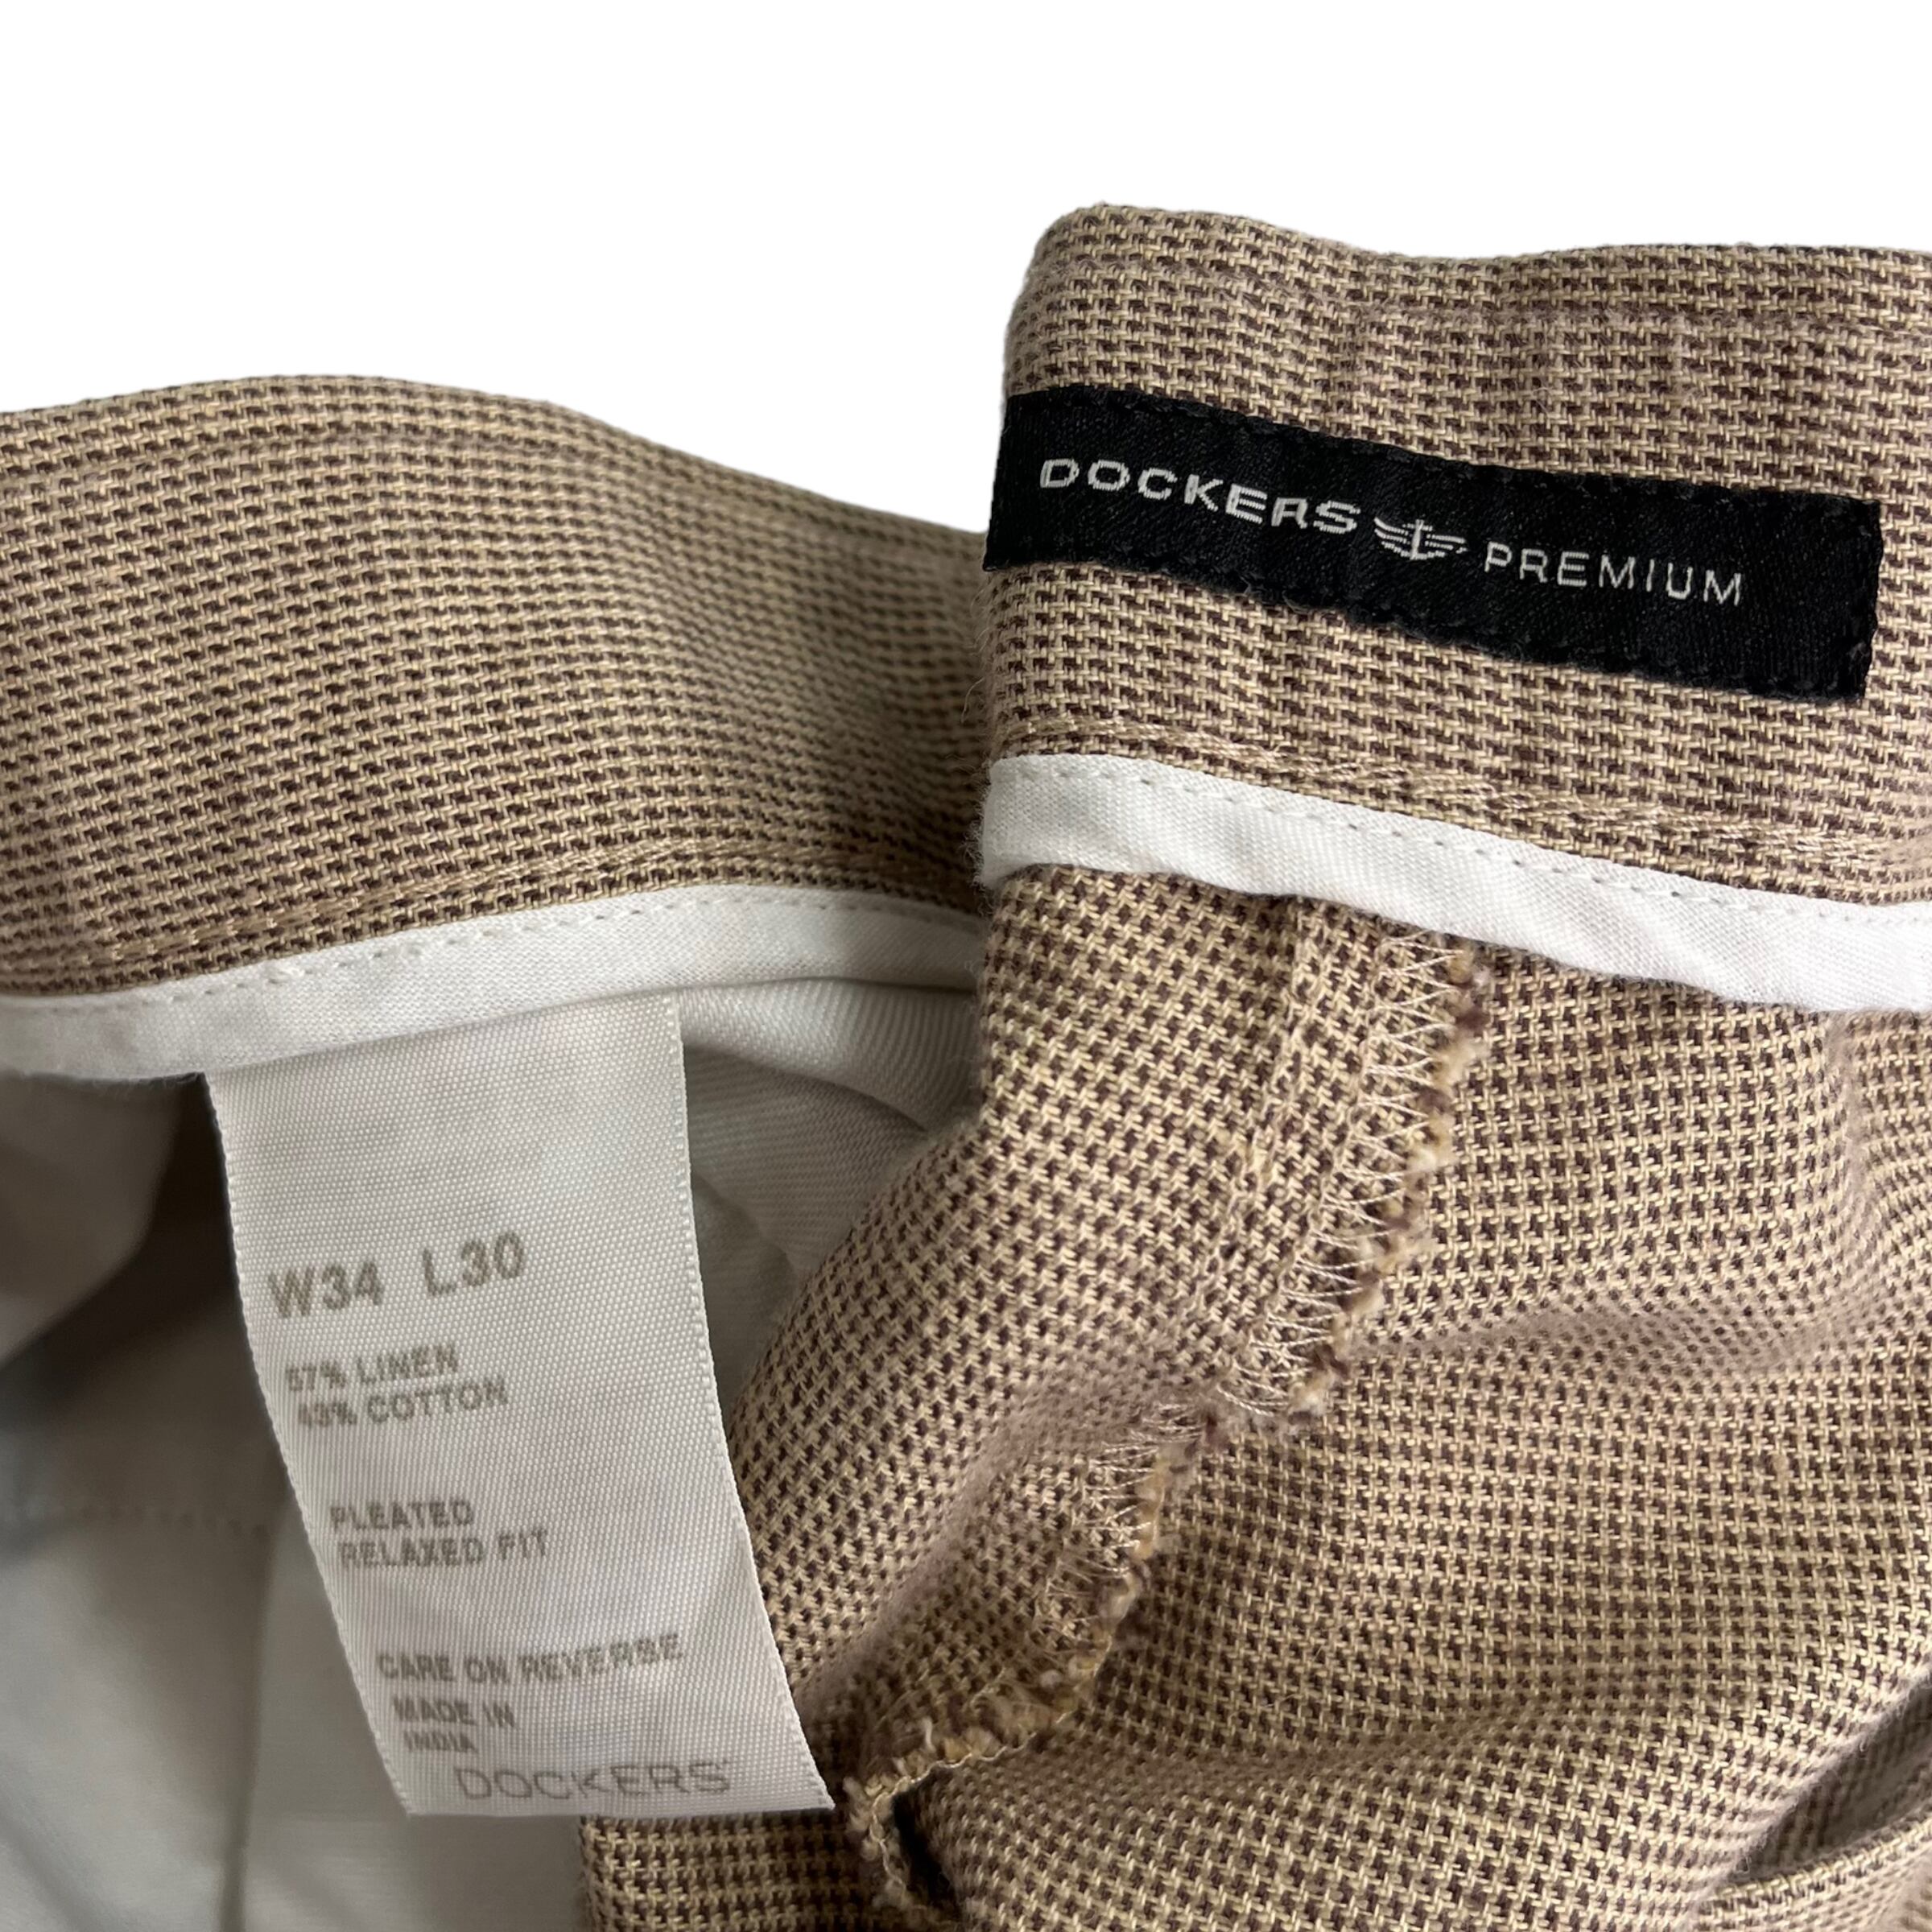 DOCKERS PREMIUM
W34 L30
57% LINEN
43% COTTON
PLEATED
RELAXED FIT
CARE ON REVERSE
MADE IN
INDIA
DOCKERS